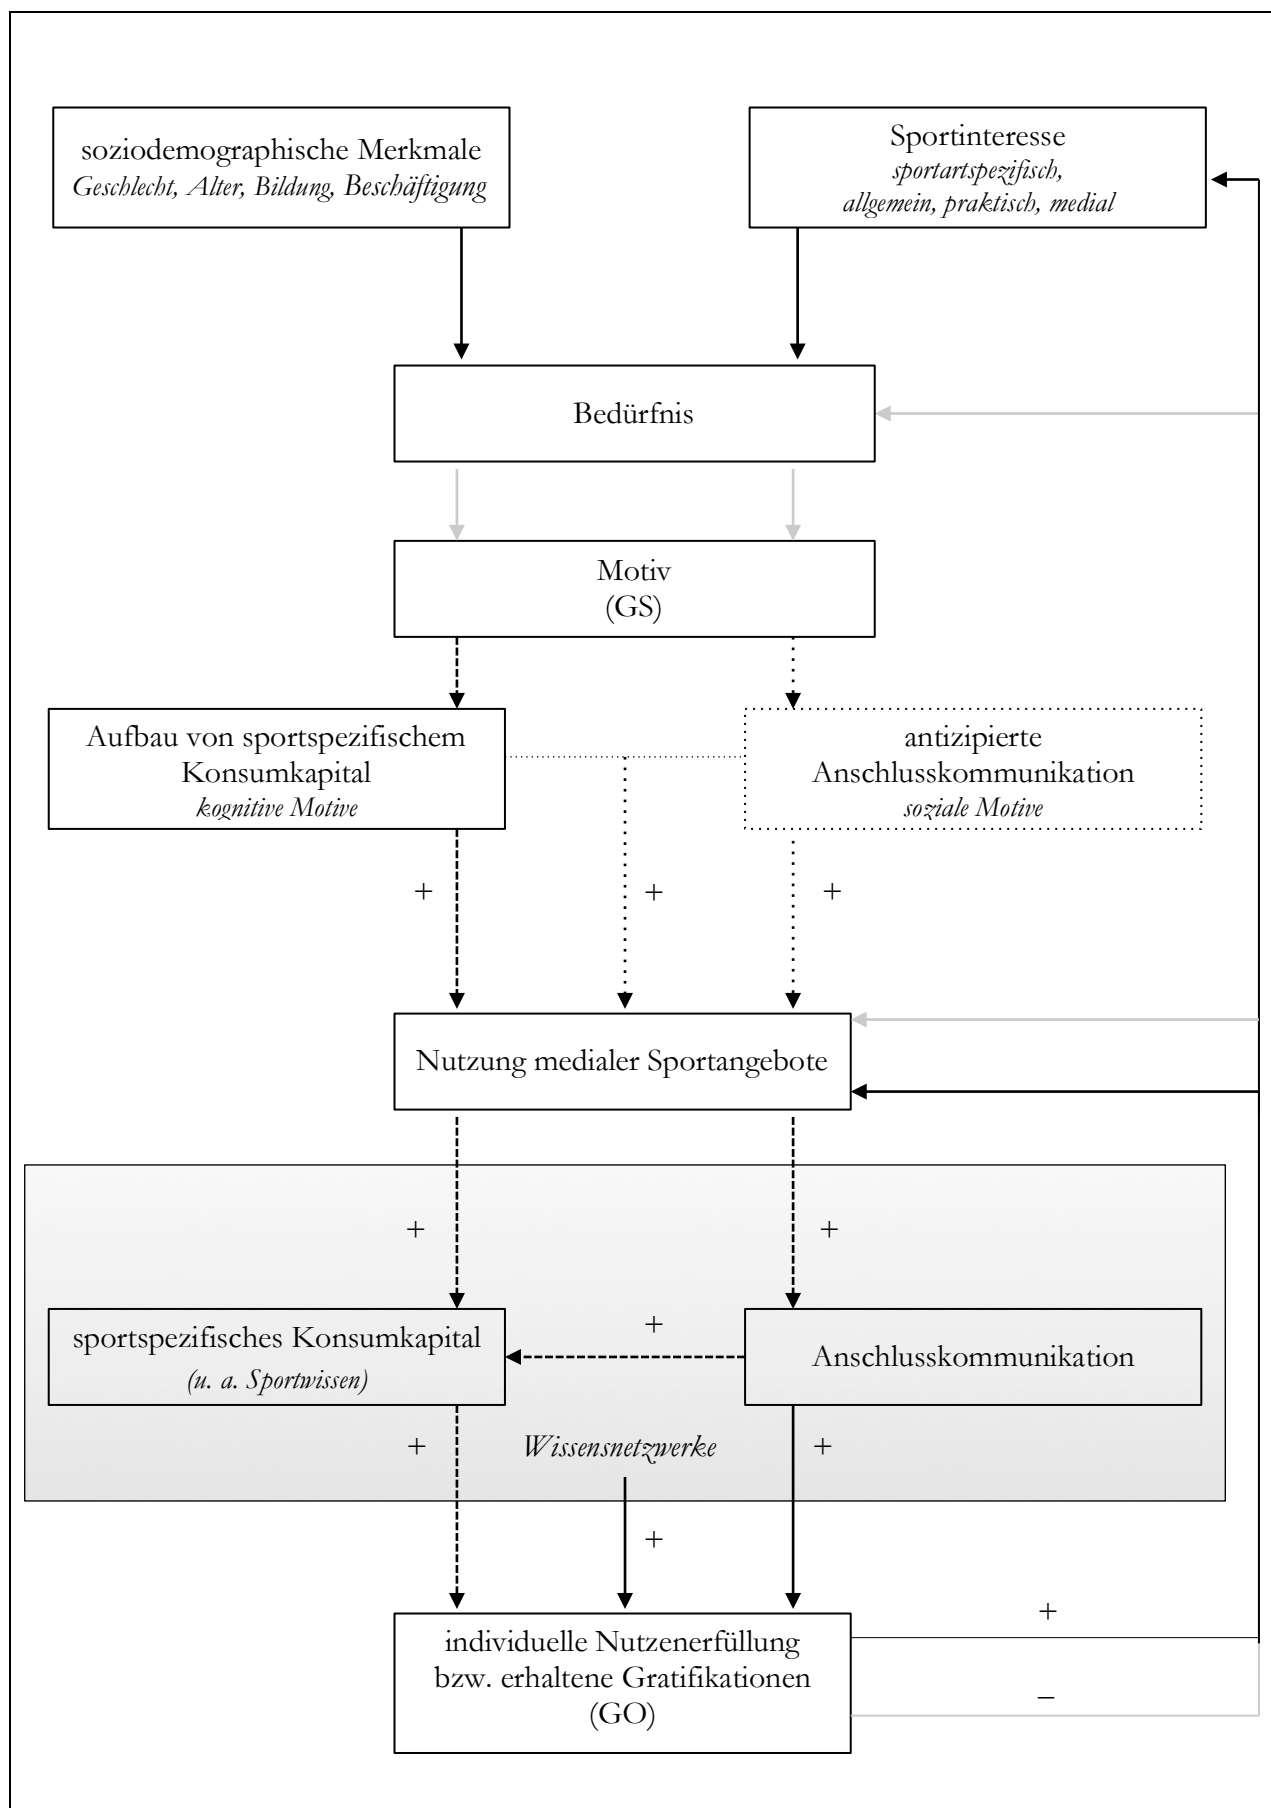 soziodemographische Merkmale
Geschlecht, Alter, Bildung, Beschäftigung
Sportinteresse
sportartspezifisch,
allgemein, praktisch, medial
Bedürfnis
Motiv
(GS)
Aufbau von sportspezifischem
Konsumkapital
kognitive Motive
antizipierte
Anschlusskommunikation
soziale Motive
+
+
+
Nutzung medialer Sportangebote
+
+
+
sportspezifisches Konsumkapital
(u. a. Sportwissen)
Anschlusskommunikation
+
Wissensnetzwerke
+
+
individuelle Nutzenerfüllung
bzw. erhaltene Gratifikationen
(GO)
+
–